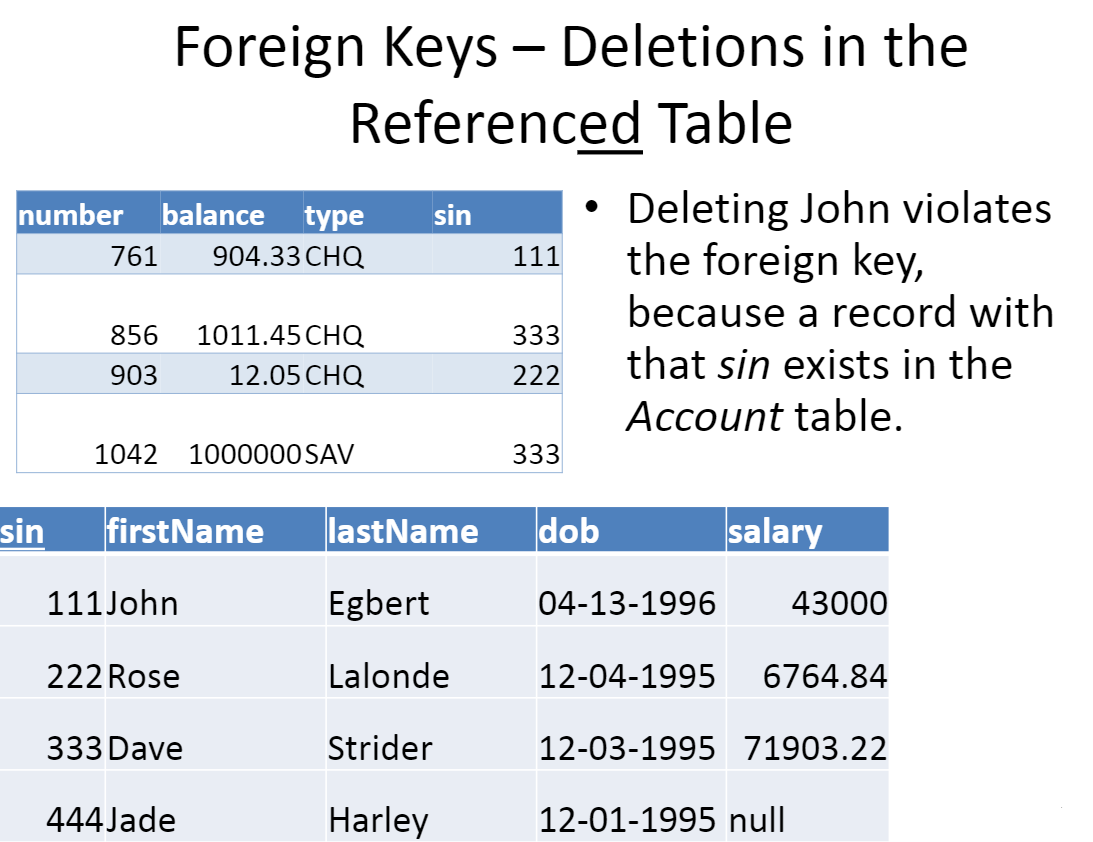 Foreign Keys – Deletions in the
Referenced Table
number balance type sin
761 904.33 CHQ 111
856 1011.45 CHQ 333
903 12.05 CHQ 222
1042 1000000 SAV 333
• Deleting John violates
the foreign key,
because a record with
that sin exists in the
Account table.
sin firstName lastName dob salary
111 John Egbert 04-13-1996 43000
222 Rose Lalonde 12-04-1995 6764.84
333 Dave Strider 12-03-1995 71903.22
444 Jade Harley 12-01-1995 null